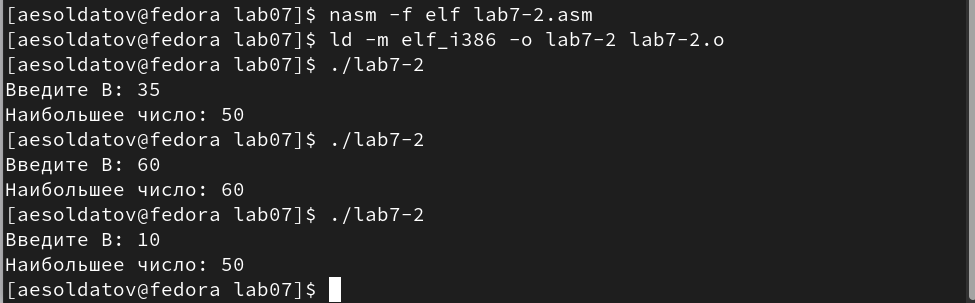 [aesoldatov@fedora lab07]$ nasm -f elf lab7-2.asm
[aesoldatov@fedora lab07]$ ld -m elf_i386 -o lab7-2 lab7-2.o
[aesoldatov@fedora lab07]$ ./lab7-2
Введите В: 35
Наибольшее число: 50
[aesoldatov@fedora lab07]$ ./lab7-2
Введите В: 60
Наибольшее число: 60
[aesoldatov@fedora lab07]$ ./lab7-2
Введите В: 10
Наибольшее число: 50
[aesoldatov@fedora lab07]$